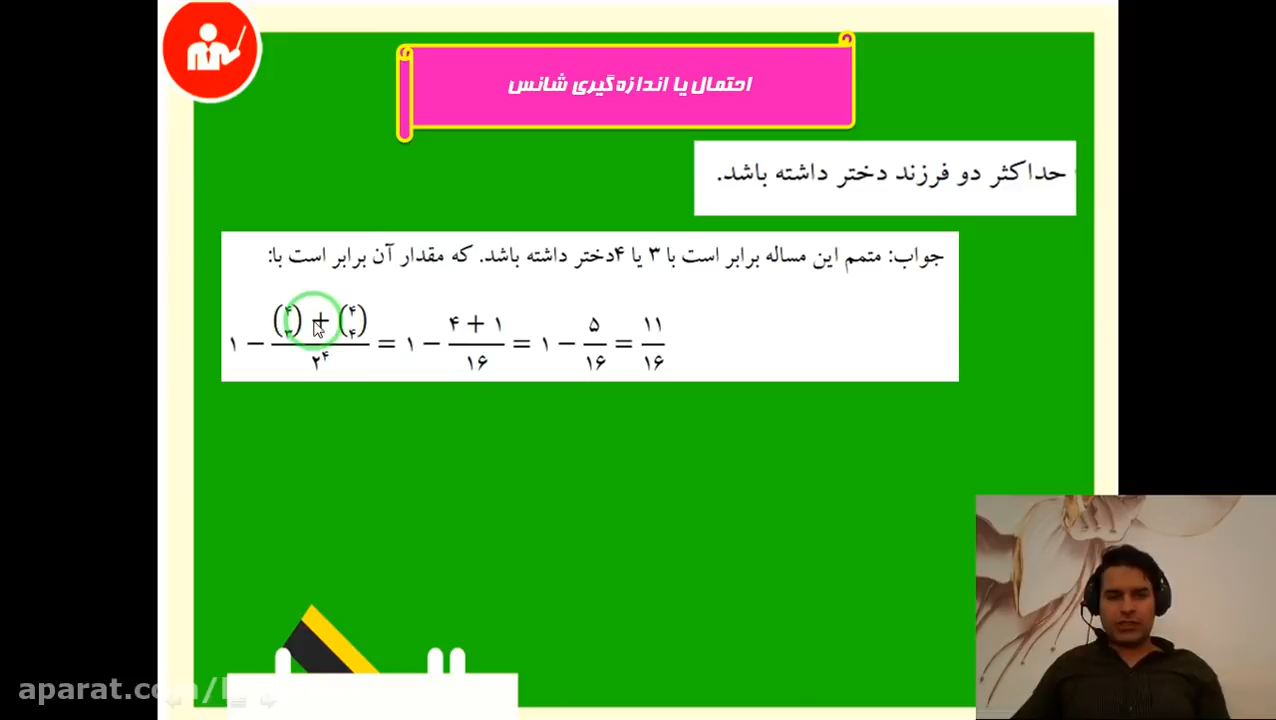 احتمال یا اندازه‌گیری شانس
حداکثر دو فرزند دختر داشته باشد.
جواب: متمم این مساله برابر است با ۳ یا ۴دختر داشته باشد. که مقدار آن برابر است با:
۱ − ((۴ ۳) + (۴ ۴))/۲^۴ = ۱ − (۴ + ۱)/۱۶ = ۱ − ۵/۱۶ = ۱۱/۱۶
aparat.com/